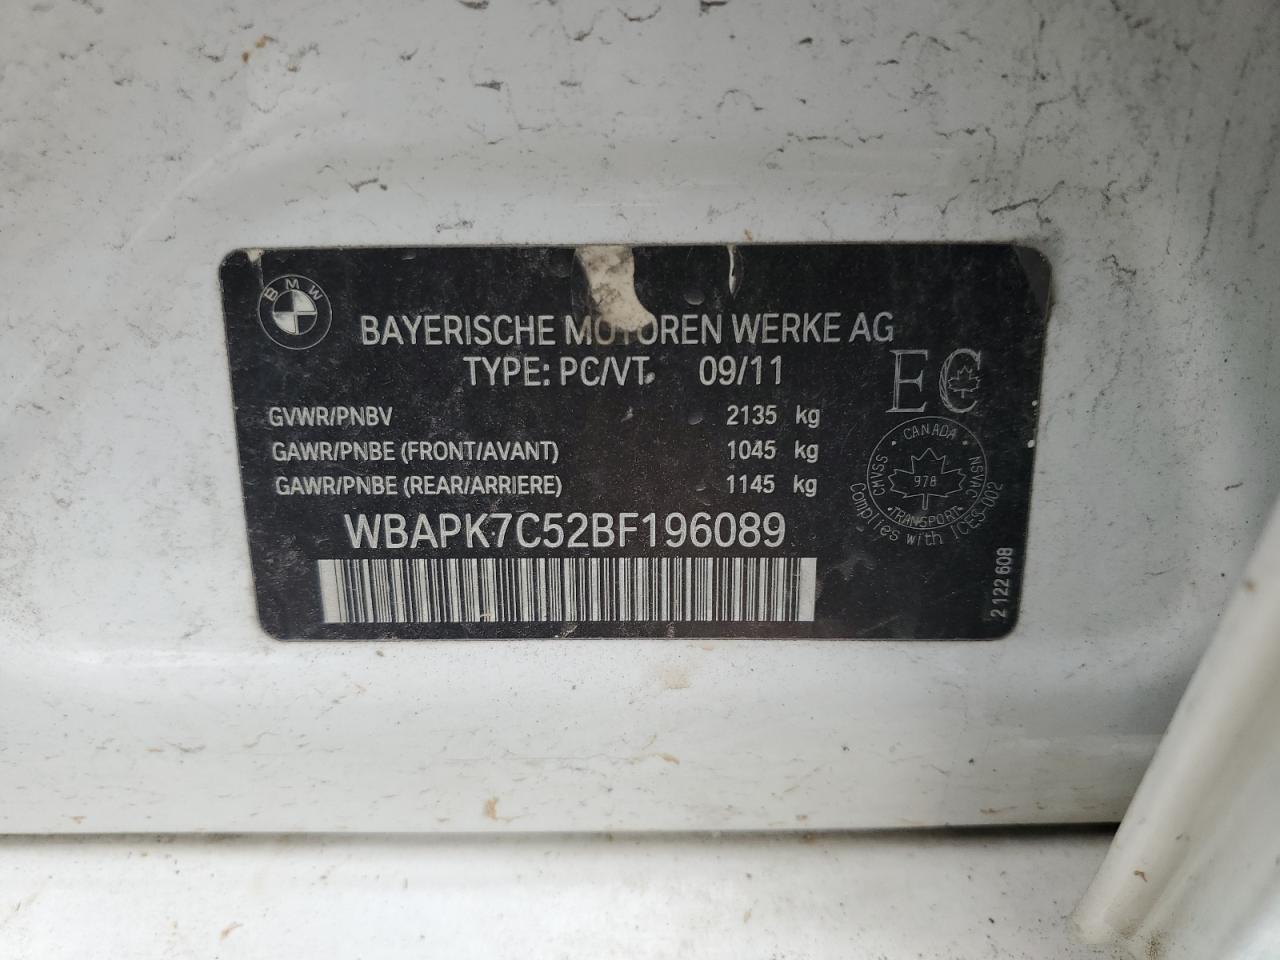 BMW
BAYERISCHE MOTOREN WERKE AG
TYPE: PC/VT. 09/11
EC
GVWR/PNBV 2135 kg
GAWR/PNBE (FRONT/AVANT) 1045 kg
GAWR/PNBE (REAR/ARRIERE) 1145 kg
CANADA
CMVSS
NSVAC
978
TRANSPORT
Complies with ICES-002
WBAPK7C52BF196089
2 122 608